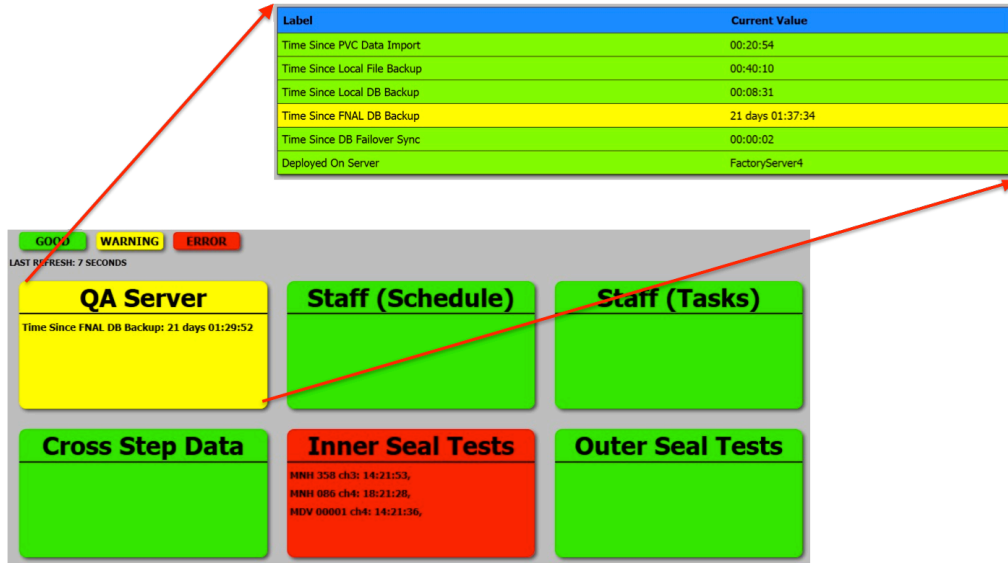 Label Current Value
Time Since PVC Data Import 00:20:54
Time Since Local File Backup 00:40:10
Time Since Local DB Backup 00:08:31
Time Since FNAL DB Backup 21 days 01:37:34
Time Since DB Failover Sync 00:00:02
Deployed On Server FactoryServer4
GOOD WARNING ERROR
LAST REFRESH: 7 SECONDS
QA Server
Time Since FNAL DB Backup: 21 days 01:29:52
Staff (Schedule)
Staff (Tasks)
Cross Step Data
Inner Seal Tests
MNH 358 ch3: 14:21:53,
MNH 086 ch4: 18:21:28,
MDV 00001 ch4: 14:21:36,
Outer Seal Tests